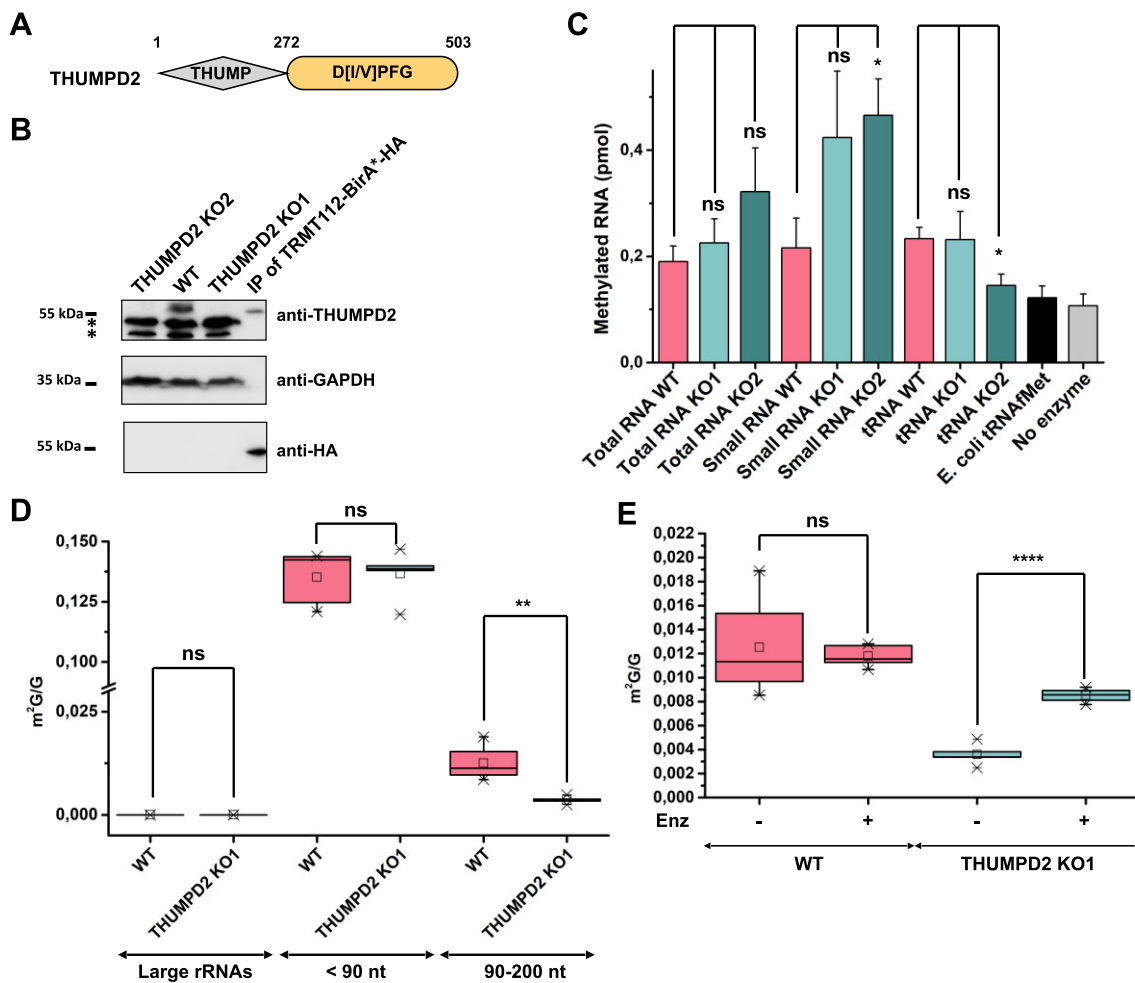 A
1 272 503
THUMPD2 THUMP D[I/V]PFG
B
THUMPD2 KO2
WT
THUMPD2 KO1
IP of TRMT112-BirA*-HA
55 kDa
*
*
anti-THUMPD2
35 kDa
anti-GAPDH
55 kDa
anti-HA
C
Methylated RNA (pmol)
0,4
0,2
0,0
ns
ns
ns
*
ns
*
Total RNA WT
Total RNA KO1
Total RNA KO2
Small RNA WT
Small RNA KO1
Small RNA KO2
tRNA WT
tRNA KO1
tRNA KO2
E. coli tRNAfMet
No enzyme
D
m²G/G
0,150
0,125
0,100
0,025
0,000
ns
ns
**
WT
THUMPD2 KO1
WT
THUMPD2 KO1
WT
THUMPD2 KO1
Large rRNAs
< 90 nt
90-200 nt
E
m²G/G
0,022
0,020
0,018
0,016
0,014
0,012
0,010
0,008
0,006
0,004
0,002
0,000
ns
****
Enz - + - +
WT THUMPD2 KO1